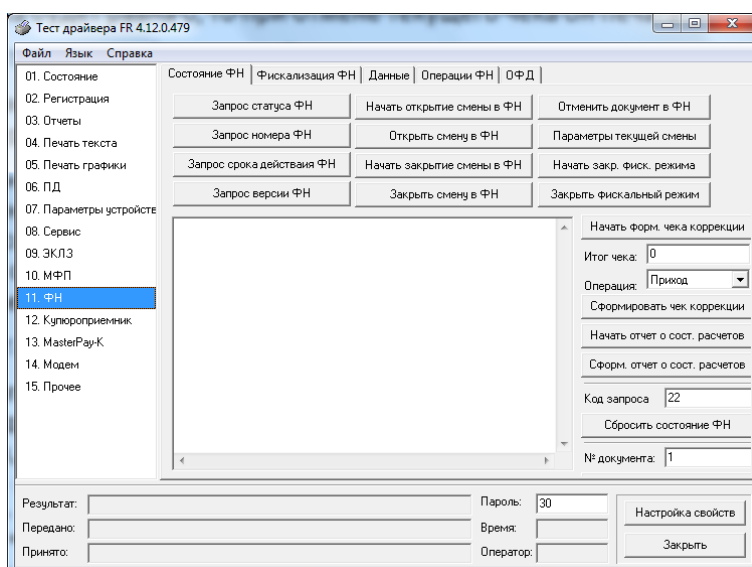 Тест драйвера FR 4.12.0.479
Файл Язык Справка
01. Состояние
02. Регистрация
03. Отчеты
04. Печать текста
05. Печать графики
06. ПД
07. Параметры устройств
08. Сервис
09. ЭКЛЗ
10. МФП
11. ФН
12. Купюроприемник
13. MasterPay-K
14. Модем
15. Прочее
Состояние ФН Фискализация ФН Данные Операции ФН ОФД
Запрос статуса ФН Начать открытие смены в ФН Отменить документ в ФН
Запрос номера ФН Открыть смену в ФН Параметры текущей смены
Запрос срока действаия ФН Начать закрытие смены в ФН Начать закр. фиск. режима
Запрос версии ФН Закрыть смену в ФН Закрыть фискальный режим
Начать форм. чека коррекции
Итог чека: 0
Операция: Приход
Сформировать чек коррекции
Начать отчет о сост. расчетов
Сформ. отчет о сост. расчетов
Код запроса 22
Сбросить состояние ФН
№ документа: 1
Результат: Пароль: 30
Передано: Время:
Принято: Оператор:
Настройка свойств
Закрыть